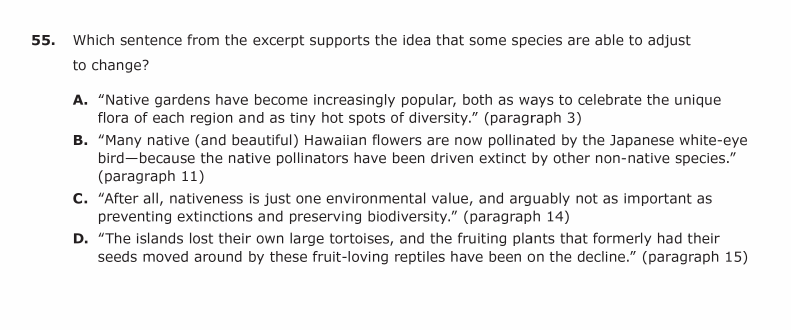 55. Which sentence from the excerpt supports the idea that some species are able to adjust
to change?
A. “Native gardens have become increasingly popular, both as ways to celebrate the unique
flora of each region and as tiny hot spots of diversity.” (paragraph 3)
B. “Many native (and beautiful) Hawaiian flowers are now pollinated by the Japanese white-eye
bird—because the native pollinators have been driven extinct by other non-native species.”
(paragraph 11)
C. “After all, nativeness is just one environmental value, and arguably not as important as
preventing extinctions and preserving biodiversity.” (paragraph 14)
D. “The islands lost their own large tortoises, and the fruiting plants that formerly had their
seeds moved around by these fruit-loving reptiles have been on the decline.” (paragraph 15)